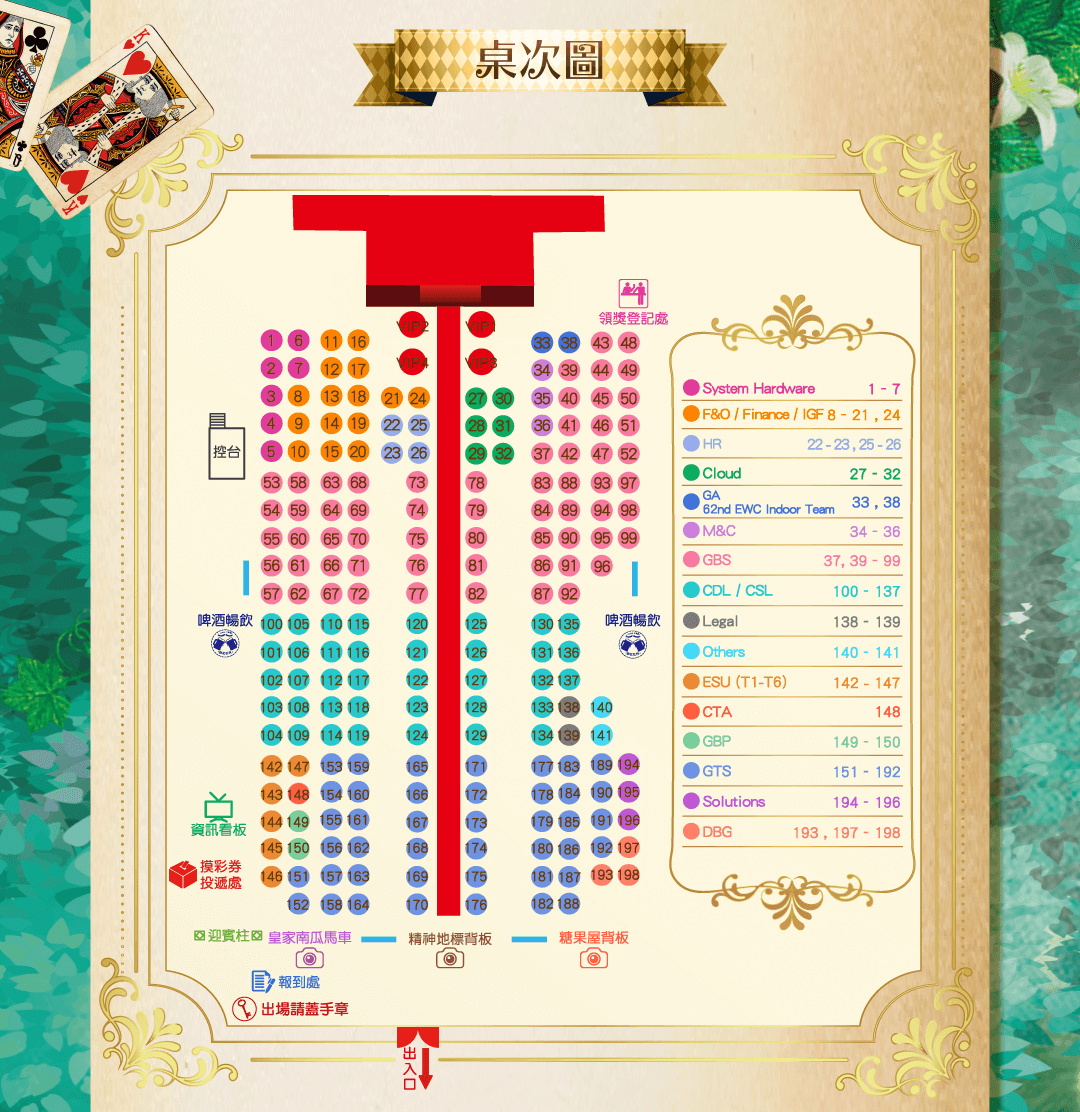 K
K
Q
桌次圖
領獎登記處
VIP2 VIP1
VIP4 VIP3
1 6 11 16 33 38 43 48
2 7 12 17 34 39 44 49
3 8 13 18 21 24 27 30 35 40 45 50
4 9 14 19 22 25 28 31 36 41 46 51
控台
5 10 15 20 23 26 29 32 37 42 47 52
53 58 63 68 73 78 83 88 93 97
54 59 64 69 74 79 84 89 94 98
55 60 65 70 75 80 85 90 95 99
56 61 66 71 76 81 86 91 96
57 62 67 72 77 82 87 92
啤酒暢飲 啤酒暢飲
100 105 110 115 120 125 130 135
101 106 111 116 121 126 131 136
102 107 112 117 122 127 132 137
103 108 113 118 123 128 133 138 140
104 109 114 119 124 129 134 139 141
142 147 153 159 165 171 177 183 189 194
143 148 154 160 166 172 178 184 190 195
144 149 155 161 167 173 179 185 191 196
145 150 156 162 168 174 180 186 192 197
146 151 157 163 169 175 181 187 193 198
152 158 164 170 176 182 188
資訊看板
摸彩券
投遞處
System Hardware 1 - 7
F&O / Finance / IGF 8 - 21 , 24
HR 22 - 23 , 25 - 26
Cloud 27 - 32
GA
62nd EWC Indoor Team 33 , 38
M&C 34 - 36
GBS 37, 39 - 99
CDL / CSL 100 - 137
Legal 138 - 139
Others 140 - 141
ESU (T1-T6) 142 - 147
CTA 148
GBP 149 - 150
GTS 151 - 192
Solutions 194 - 196
DBG 193 , 197 - 198
迎賓柱 皇家南瓜馬車 精神地標背板 糖果屋背板
報到處
出場請蓋手章
出入口